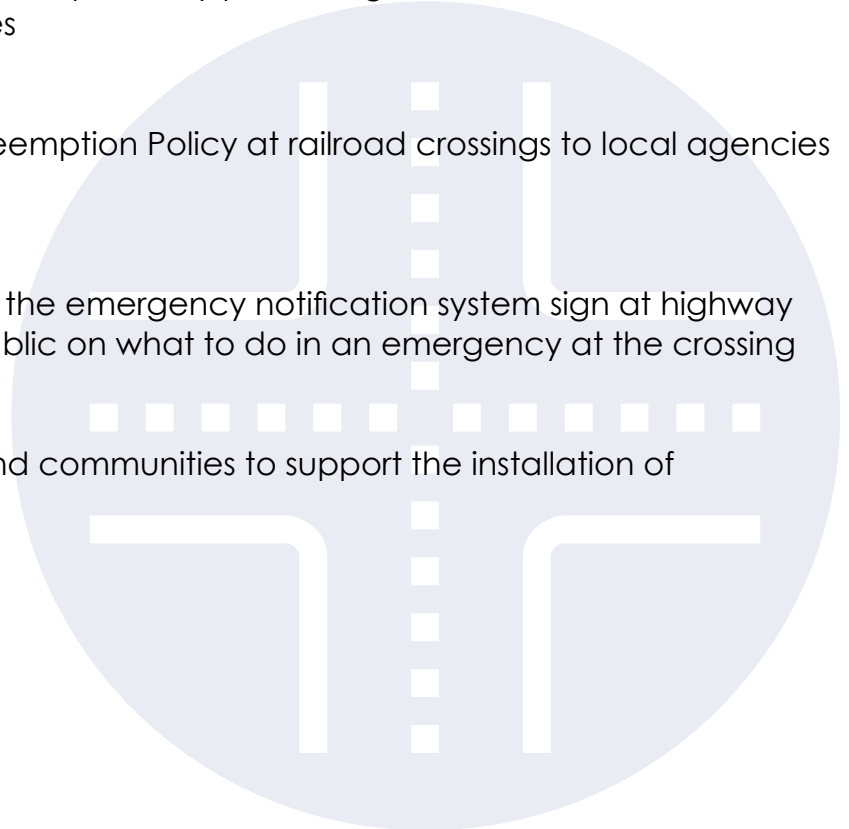 es
eemption Policy at railroad crossings to local agencies
the emergency notification system sign at highway
blic on what to do in an emergency at the crossing
nd communities to support the installation of